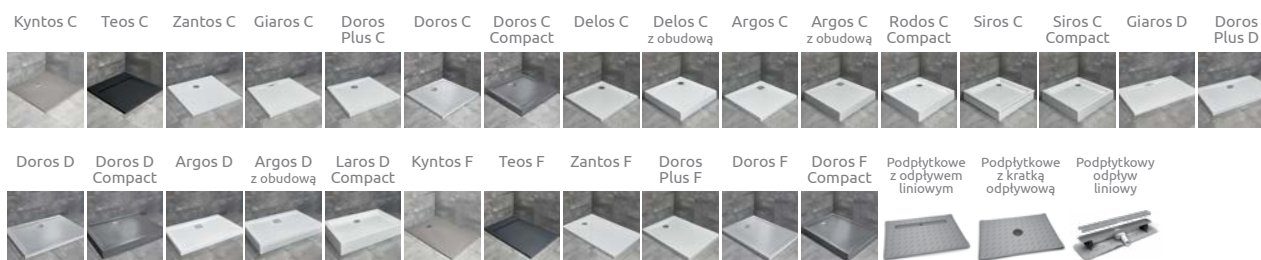 Kyntos C
Teos C
Zantos C
Giaros C
Doros
Plus C
Doros C
Doros C
Compact
Delos C
Delos C
z obudową
Argos C
Argos C
z obudową
Rodos C
Compact
Siros C
Siros C
Compact
Giaros D
Doros
Plus D
Doros D
Doros D
Compact
Argos D
Argos D
z obudową
Laros D
Compact
Kyntos F
Teos F
Zantos F
Doros
Plus F
Doros F
Doros F
Compact
Podpłytkowe
z odpływem
liniowym
Podpłytkowe
z kratką
odpływową
Podpłytkowy
odpływ
liniowy